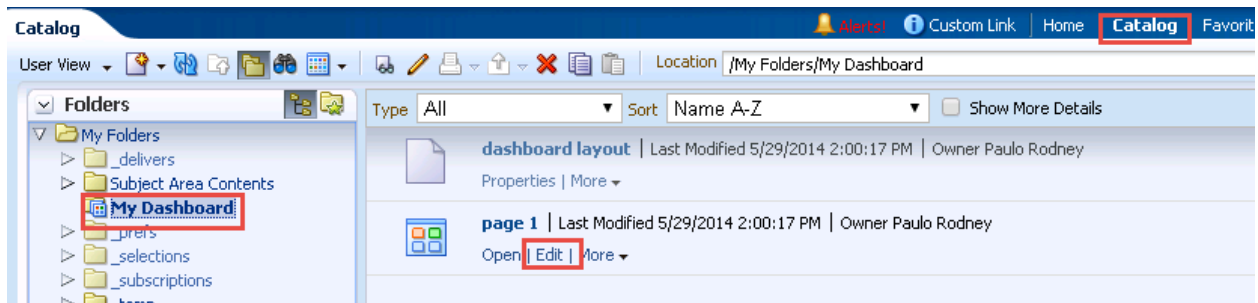 Catalog
Alerts!
Custom Link
Home
Catalog
Favorit
User View
Location /My Folders/My Dashboard
Folders
Type All
Sort Name A-Z
Show More Details
My Folders
_delivers
Subject Area Contents
My Dashboard
_prefs
_selections
_subscriptions
dashboard layout | Last Modified 5/29/2014 2:00:17 PM | Owner Paulo Rodney
Properties | More
page 1 | Last Modified 5/29/2014 2:00:17 PM | Owner Paulo Rodney
Open | Edit | More